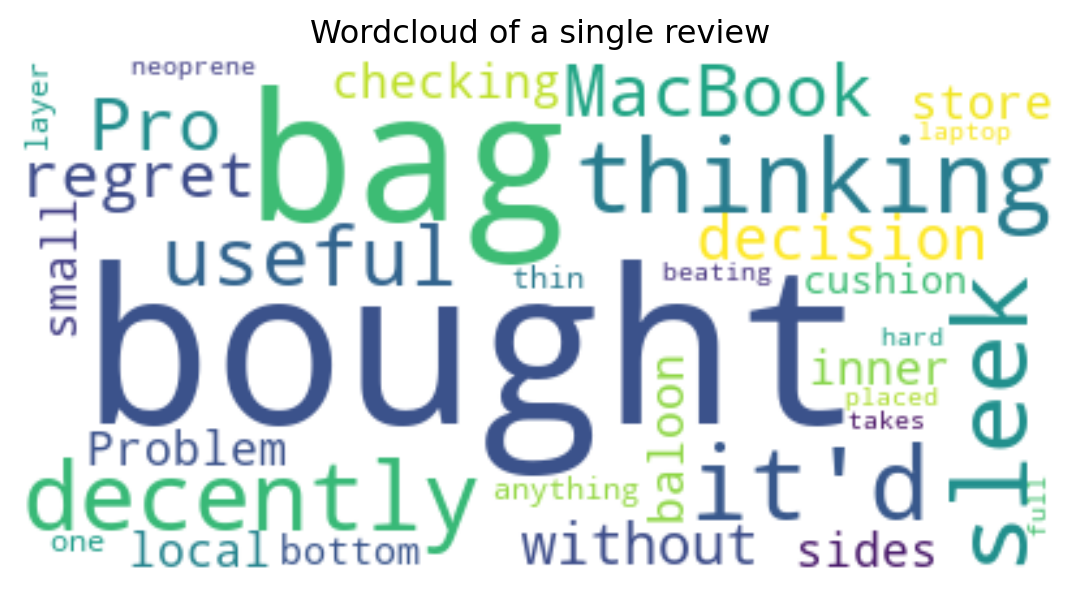 Wordcloud of a single review
neoprene
checking
MacBook
store
layer
Pro
bag
laptop
regret
thinking
small
useful
decision
thin
beating
cushion
bought
sleek
hard
inner
placed
takes
baloon
Problem
decently
anything
it'd
full
one
local
bottom
without
sides